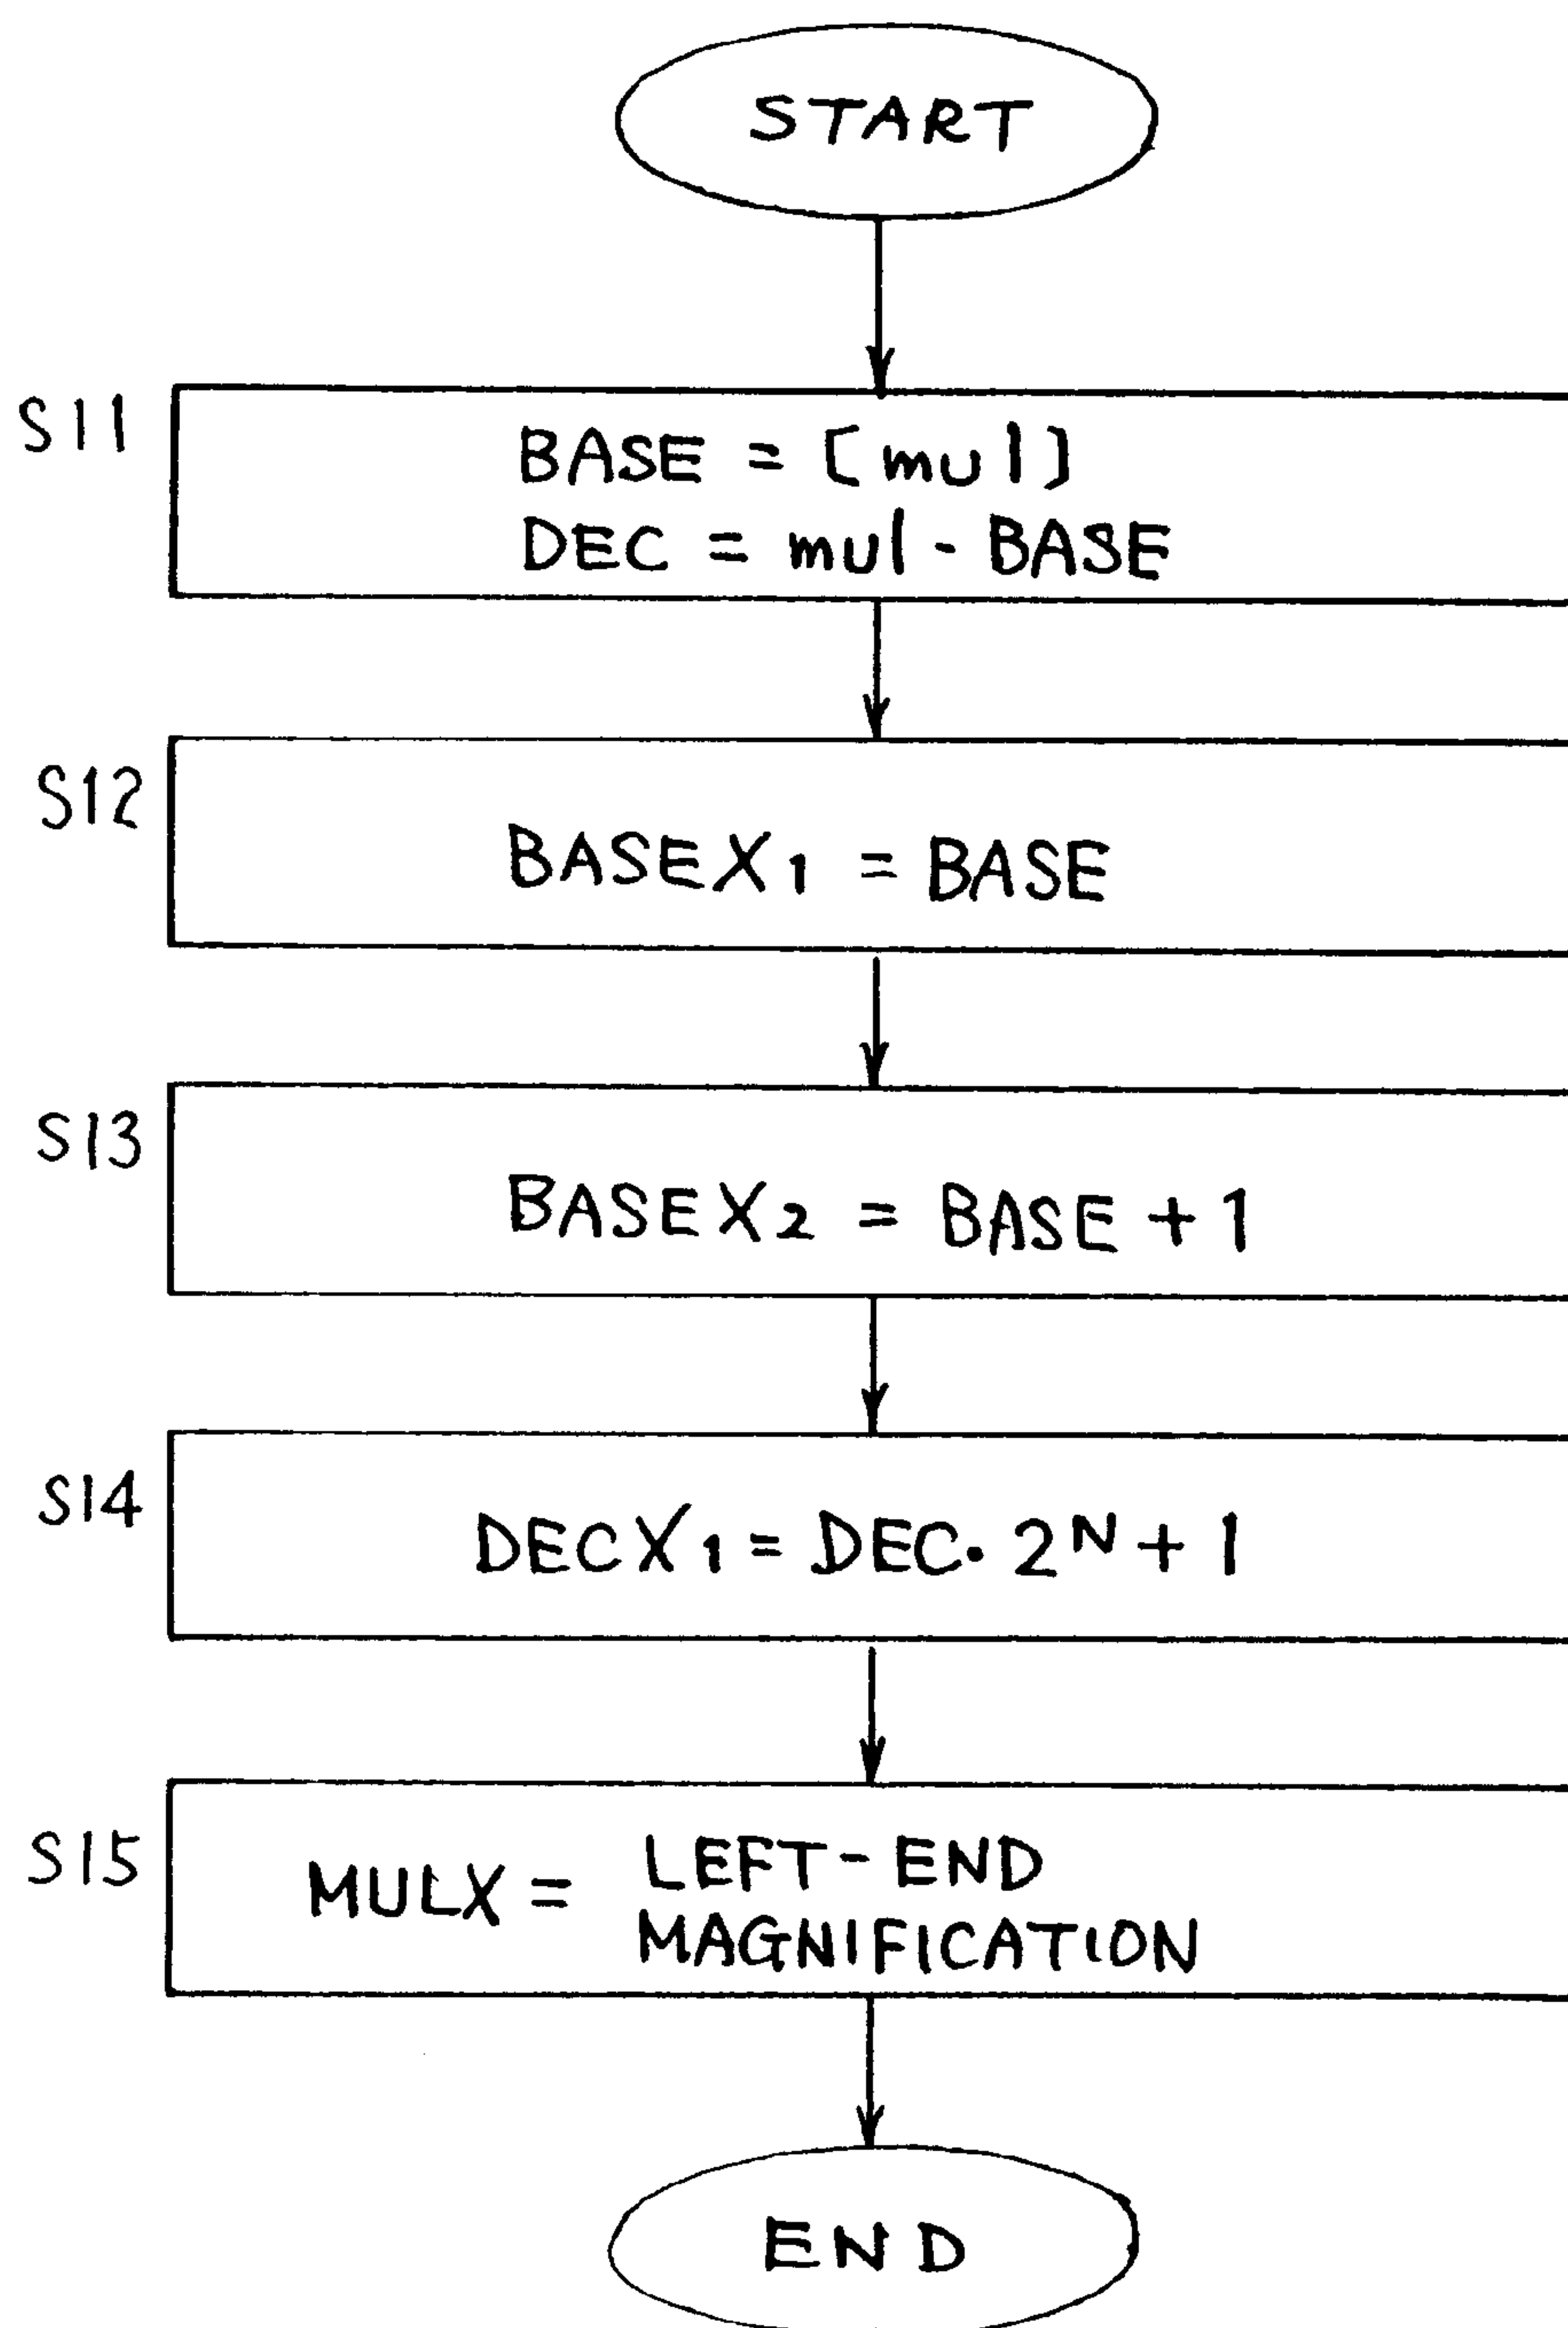 START
S11
BASE = [mul]
DEC = mul - BASE
S12
BASEX1 = BASE
S13
BASEX2 = BASE + 1
S14
DECX1 = DEC · 2^N + 1
S15
MULX = LEFT-END
MAGNIFICATION
END